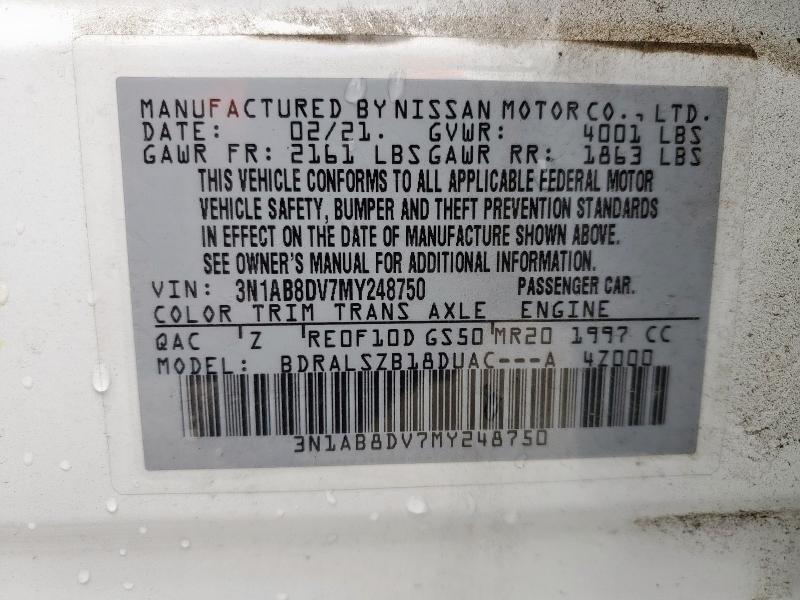 MANUFACTURED BY NISSAN MOTOR CO., LTD.
DATE: 02/21. GVWR: 4001 LBS
GAWR FR: 2161 LBS GAWR RR: 1863 LBS
THIS VEHICLE CONFORMS TO ALL APPLICABLE FEDERAL MOTOR
VEHICLE SAFETY, BUMPER AND THEFT PREVENTION STANDARDS
IN EFFECT ON THE DATE OF MANUFACTURE SHOWN ABOVE.
SEE OWNER'S MANUAL FOR ADDITIONAL INFORMATION.
VIN: 3N1AB8DV7MY248750 PASSENGER CAR.
COLOR TRIM TRANS AXLE ENGINE
QAC Z RE0F10D GS50 MR20 1997 CC
MODEL: BDRALSZB18DUAC---A 4Z000
3N1AB8DV7MY248750